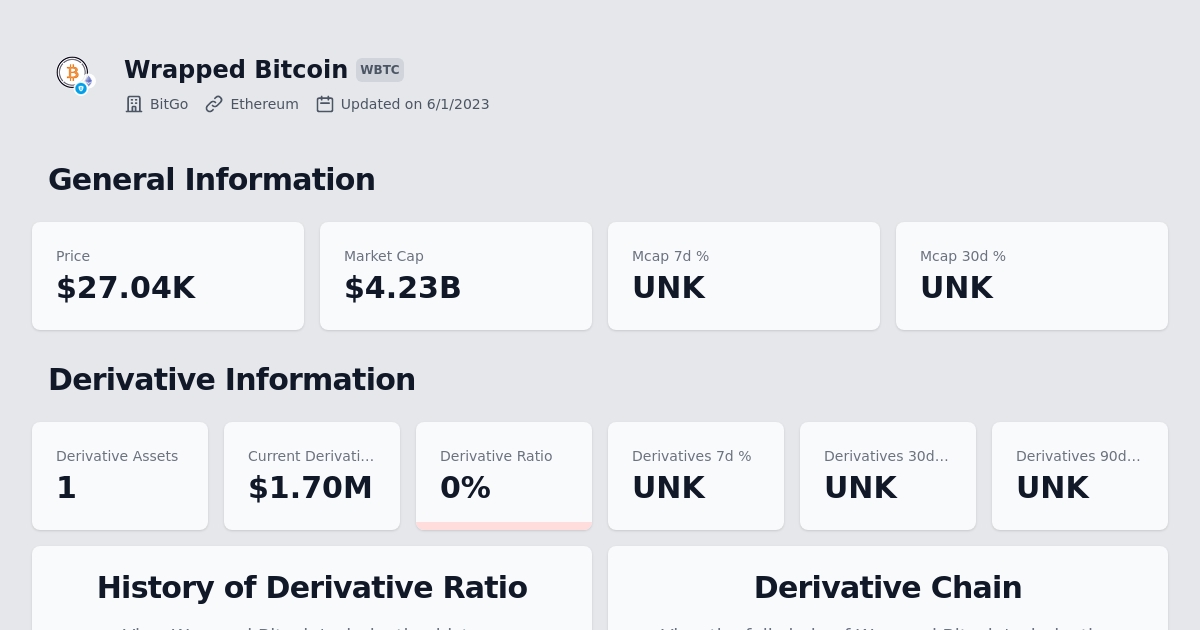 Wrapped Bitcoin WBTC
BitGo Ethereum Updated on 6/1/2023
General Information
Price Market Cap Mcap 7d % Mcap 30d %
$27.04K $4.23B UNK UNK
Derivative Information
Derivative Assets Current Derivati... Derivative Ratio Derivatives 7d % Derivatives 30d... Derivatives 90d...
1 $1.70M 0% UNK UNK UNK
History of Derivative Ratio Derivative Chain